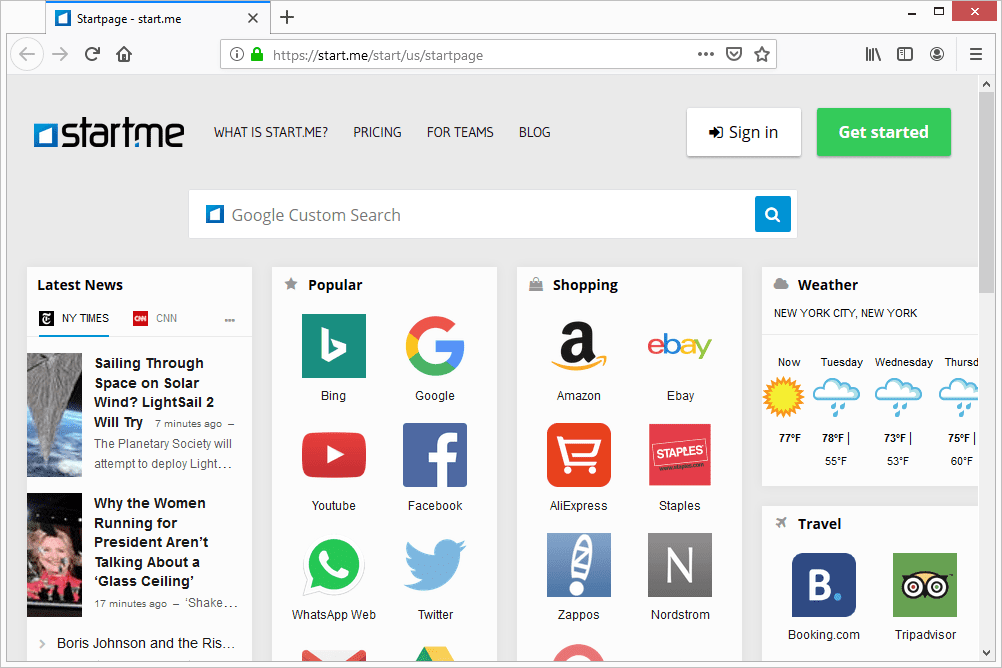 Startpage - start.me
https://start.me/start/us/startpage
start.me
WHAT IS START.ME?
PRICING
FOR TEAMS
BLOG
Sign in
Get started
Google Custom Search
Latest News
NY TIMES
CNN
Sailing Through
Space on Solar
Wind? LightSail 2
Will Try 7 minutes ago –
The Planetary Society will
attempt to deploy Light…
Why the Women
Running for
President Aren’t
Talking About a
‘Glass Ceiling’
17 minutes ago – ‘Shake…
Boris Johnson and the Ris…
Popular
Bing
Google
Youtube
Facebook
WhatsApp Web
Twitter
Shopping
a
Amazon
ebay
Ebay
AliExpress
STAPLES
www.staples.com
Staples
Zappos
N
Nordstrom
Weather
NEW YORK CITY, NEW YORK
Now Tuesday Wednesday Thursd
77°F 78°F | 73°F | 75°F |
55°F 53°F 60°F
Travel
B.
Booking.com
Tripadvisor